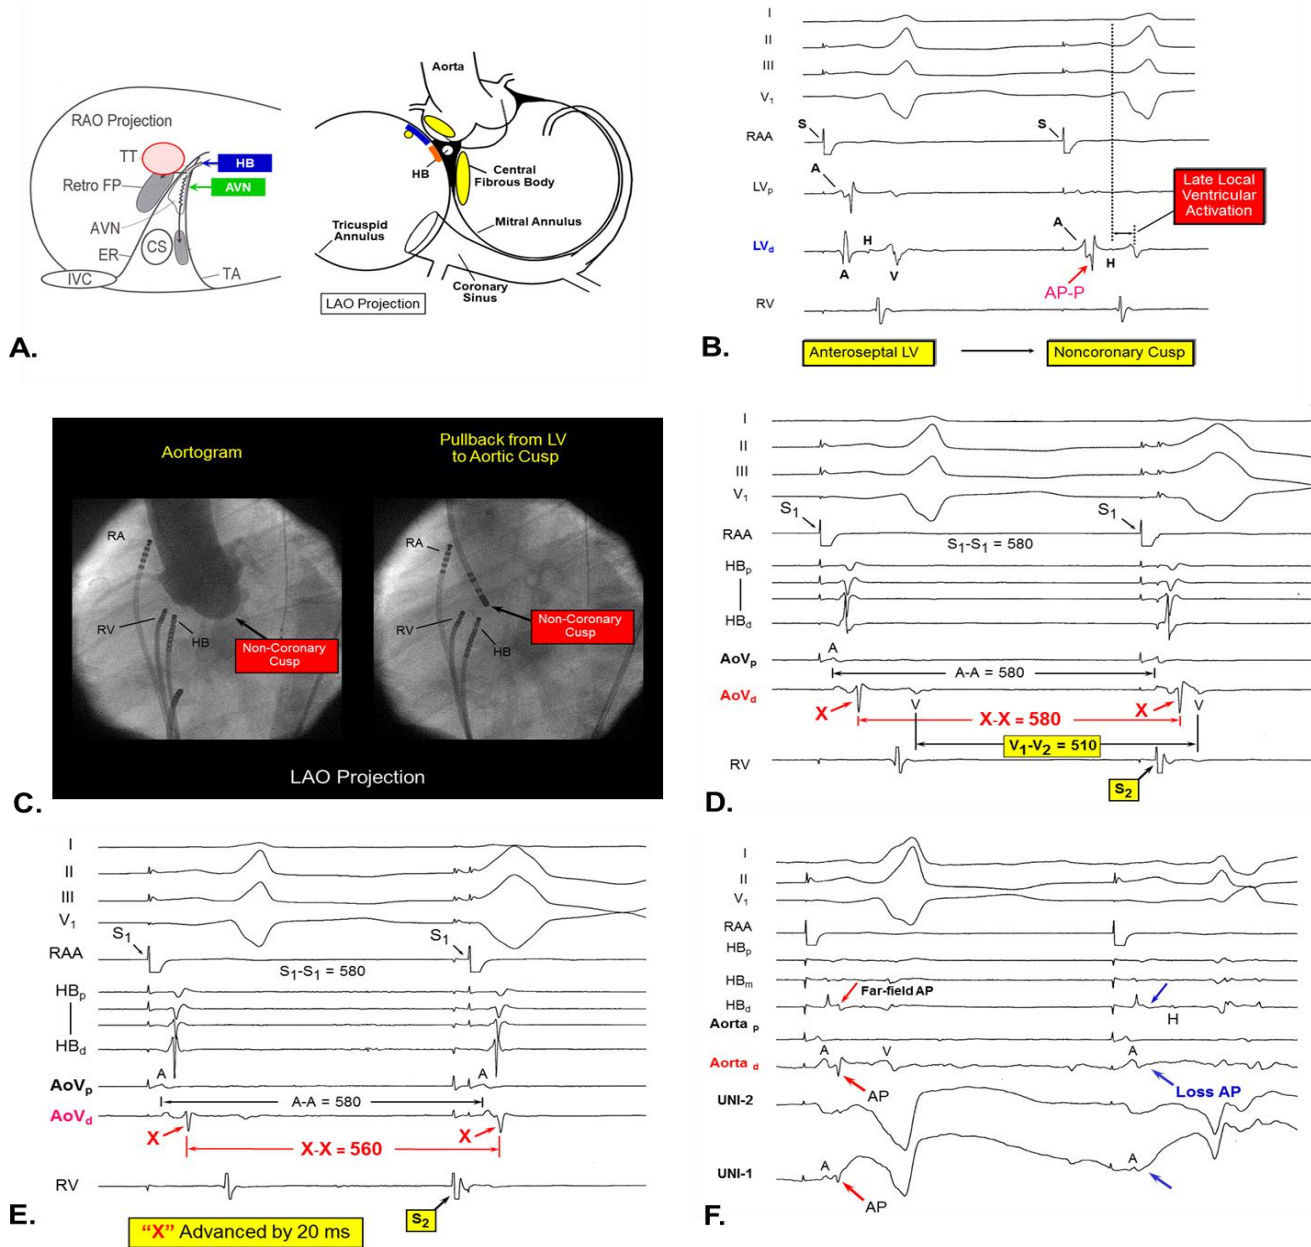 RAO Projection
TT
HB
Retro FP
AVN
AVN
CS
ER
IVC
TA
Aorta
HB
Central
Fibrous Body
Tricuspid
Annulus
Mitral Annulus
Coronary
Sinus
LAO Projection
A.
I
II
III
V1
RAA
S
S
A
LVp
Late Local
Ventricular
Activation
A
H
LVd
A
V
H
AP-P
RV
Anteroseptal LV
Noncoronary Cusp
B.
Aortogram
Pullback from LV
to Aortic Cusp
RA
RA
RV
HB
Non-Coronary
Cusp
RV
HB
Non-Coronary
Cusp
LAO Projection
C.
I
II
III
V1
S1
S1
RAA
S1-S1 = 580
HBp
HBd
AoVp
A
A-A = 580
AoVd
X
V
X
V
X-X = 580
V1-V2 = 510
RV
S2
D.
I
II
III
V1
S1
S1
RAA
S1-S1 = 580
HBp
HBd
AoVp
A
A
A-A = 580
AoVd
X
X
X-X = 560
RV
S2
E.
"X" Advanced by 20 ms
I
II
V1
RAA
HBp
HBm
Far-field AP
HBd
H
Aorta p
A
V
A
Aorta d
AP
Loss AP
UNI-2
A
A
UNI-1
AP
F.